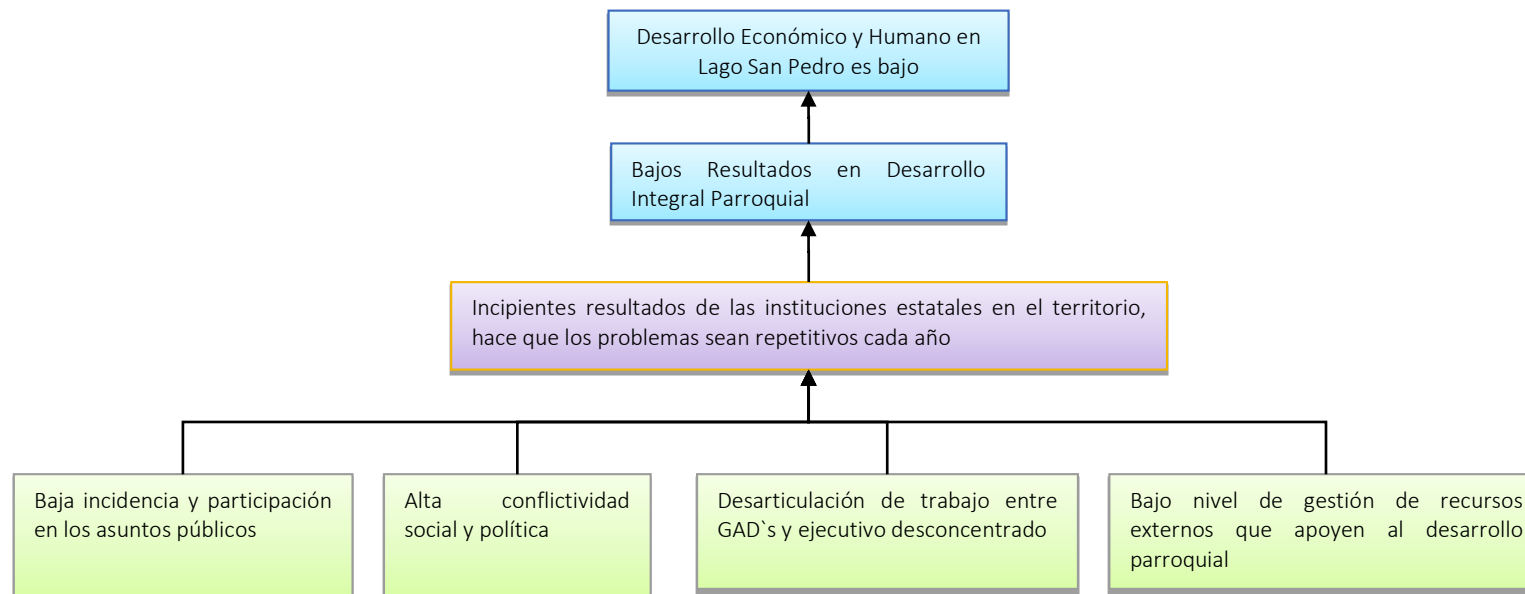 Desarrollo Económico y Humano en
Lago San Pedro es bajo
Bajos Resultados en Desarrollo
Integral Parroquial
Incipientes resultados de las instituciones estatales en el territorio,
hace que los problemas sean repetitivos cada año
Baja incidencia y participación
en los asuntos públicos
Alta conflictividad
social y política
Desarticulación de trabajo entre
GAD`s y ejecutivo desconcentrado
Bajo nivel de gestión de recursos
externos que apoyen al desarrollo
parroquial